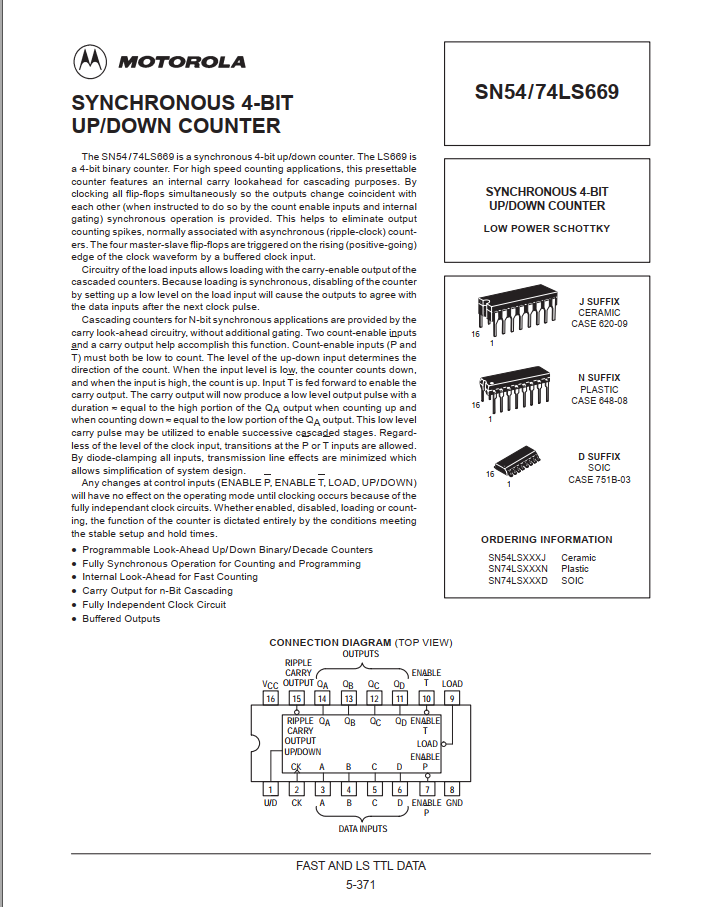 MOTOROLA
SYNCHRONOUS 4-BIT
UP/DOWN COUNTER
The SN54/74LS669 is a synchronous 4-bit up/down counter. The LS669 is
a 4-bit binary counter. For high speed counting applications, this presettable
counter features an internal carry lookahead for cascading purposes. By
clocking all flip-flops simultaneously so the outputs change coincident with
each other (when instructed to do so by the count enable inputs and internal
gating) synchronous operation is provided. This helps to eliminate output
counting spikes, normally associated with asynchronous (ripple-clock) count-
ers. The four master-slave flip-flops are triggered on the rising (positive-going)
edge of the clock waveform by a buffered clock input.
Circuitry of the load inputs allows loading with the carry-enable output of the
cascaded counters. Because loading is synchronous, disabling of the counter
by setting up a low level on the load input will cause the outputs to agree with
the data inputs after the next clock pulse.
Cascading counters for N-bit synchronous applications are provided by the
carry look-ahead circuitry, without additional gating. Two count-enable inputs
and a carry output help accomplish this function. Count-enable inputs (P and
T) must both be low to count. The level of the up-down input determines the
direction of the count. When the input level is low, the counter counts down,
and when the input is high, the count is up. Input T̅ is fed forward to enable the
carry output. The carry output will now produce a low level output pulse with a
duration ≈ equal to the high portion of the QA output when counting up and
when counting down ≈ equal to the low portion of the QA output. This low level
carry pulse may be utilized to enable successive cascaded stages. Regard-
less of the level of the clock input, transitions at the P̅ or T̅ inputs are allowed.
By diode-clamping all inputs, transmission line effects are minimized which
allows simplification of system design.
Any changes at control inputs (ENABLE P̅, ENABLE T̅, LOAD, UP/DOWN)
will have no effect on the operating mode until clocking occurs because of the
fully independant clock circuits. Whether enabled, disabled, loading or count-
ing, the function of the counter is dictated entirely by the conditions meeting
the stable setup and hold times.
• Programmable Look-Ahead Up/Down Binary/Decade Counters
• Fully Synchronous Operation for Counting and Programming
• Internal Look-Ahead for Fast Counting
• Carry Output for n-Bit Cascading
• Fully Independent Clock Circuit
• Buffered Outputs
SN54/74LS669
SYNCHRONOUS 4-BIT
UP/DOWN COUNTER
LOW POWER SCHOTTKY
16
1
J SUFFIX
CERAMIC
CASE 620-09
16
1
N SUFFIX
PLASTIC
CASE 648-08
16
1
D SUFFIX
SOIC
CASE 751B-03
ORDERING INFORMATION
SN54LSXXXJ Ceramic
SN74LSXXXN Plastic
SN74LSXXXD SOIC
CONNECTION DIAGRAM (TOP VIEW)
OUTPUTS
RIPPLE
CARRY ENABLE
VCC OUTPUT QA QB QC QD T LOAD
16 15 14 13 12 11 10 9
RIPPLE QA QB QC QD ENABLE
CARRY T
OUTPUT LOAD
UP/DOWN ENABLE
CK A B C D P
1 2 3 4 5 6 7 8
U/D CK A B C D ENABLE GND
P
DATA INPUTS
FAST AND LS TTL DATA
5-371